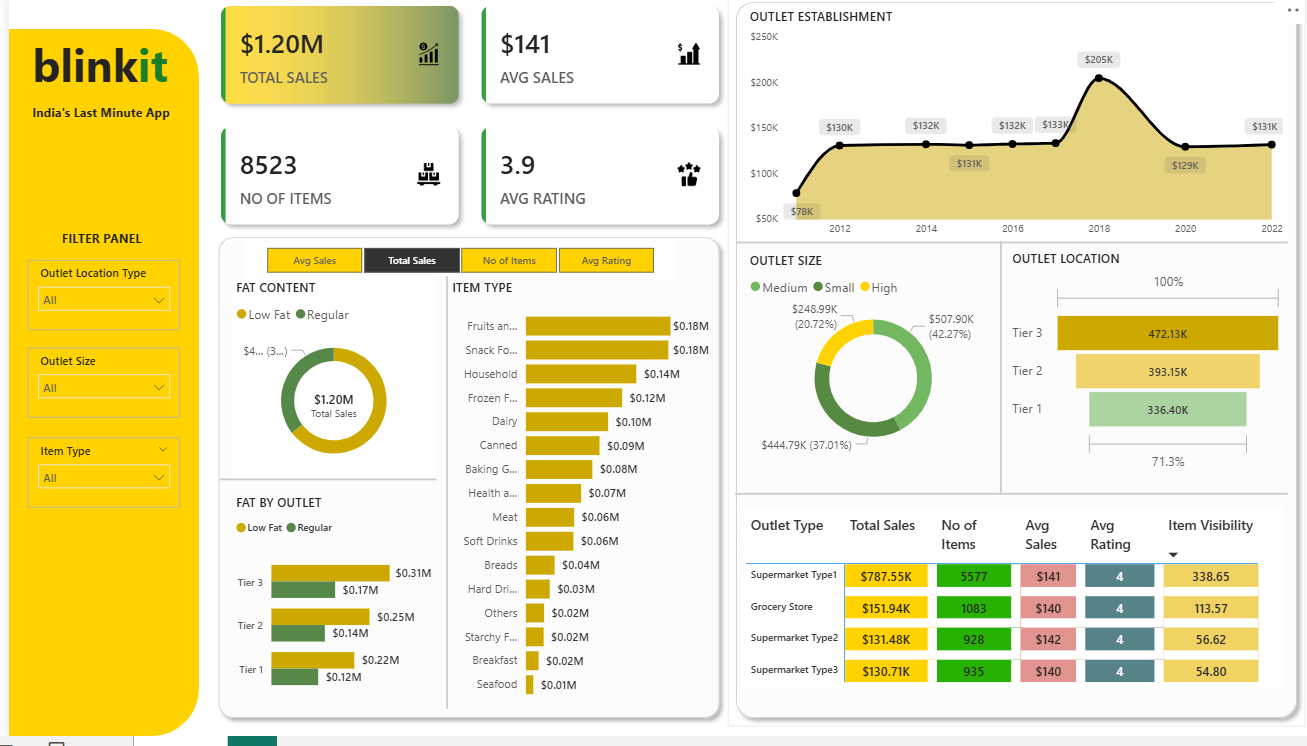 blinkit
India's Last Minute App
FILTER PANEL
Outlet Location Type
All
Outlet Size
All
Item Type
All
$1.20M
TOTAL SALES
$141
AVG SALES
8523
NO OF ITEMS
3.9
AVG RATING
Avg Sales
Total Sales
No of Items
Avg Rating
FAT CONTENT
Low Fat Regular
$4... (3...)
$1.20M
Total Sales
FAT BY OUTLET
Low Fat Regular
Tier 3
$0.31M
$0.17M
Tier 2
$0.25M
$0.14M
Tier 1
$0.22M
$0.12M
ITEM TYPE
Fruits an... $0.18M
Snack Fo... $0.18M
Household $0.14M
Frozen F... $0.12M
Dairy $0.10M
Canned $0.09M
Baking G... $0.08M
Health a... $0.07M
Meat $0.06M
Soft Drinks $0.06M
Breads $0.04M
Hard Dri... $0.03M
Others $0.02M
Starchy F... $0.02M
Breakfast $0.02M
Seafood $0.01M
OUTLET ESTABLISHMENT
$250K
$200K
$150K
$100K
$50K
$78K
$130K
$132K
$131K
$132K
$133K
$205K
$129K
$131K
2012 2014 2016 2018 2020 2022
OUTLET SIZE
Medium Small High
$248.99K
(20.72%)
$507.90K
(42.27%)
$444.79K (37.01%)
OUTLET LOCATION
100%
Tier 3 472.13K
Tier 2 393.15K
Tier 1 336.40K
71.3%
Outlet Type Total Sales No of Items Avg Sales Avg Rating Item Visibility
Supermarket Type1 $787.55K 5577 $141 4 338.65
Grocery Store $151.94K 1083 $140 4 113.57
Supermarket Type2 $131.48K 928 $142 4 56.62
Supermarket Type3 $130.71K 935 $140 4 54.80